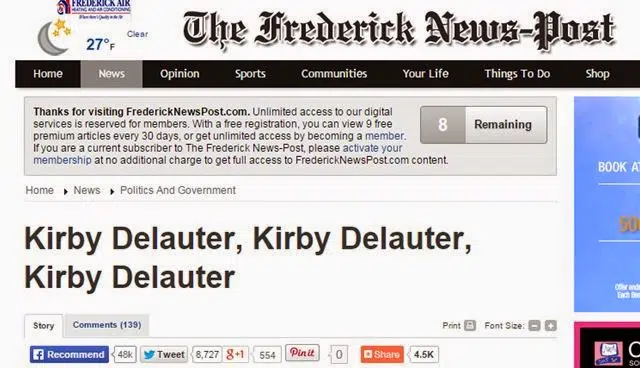 FREDERICK AIR
HEATING AND AIR CONDITIONING
27°F
Clear
The Frederick News-Post
Home News Opinion Sports Communities Your Life Things To Do Shop
Thanks for visiting FrederickNewsPost.com. Unlimited access to our digital
services is reserved for members. With a free registration, you can view 9 free
premium articles every 30 days, or get unlimited access by becoming a member.
If you are a current subscriber to The Frederick News-Post, please activate your
membership at no additional charge to get full access to FrederickNewsPost.com content.
8 Remaining
BOOK AT
Home News Politics And Government
Kirby Delauter, Kirby Delauter,
Kirby Delauter
Story Comments (139)
Print Font Size:
Recommend 48k Tweet 8,727 g+1 554 Pin it 0 Share 4.5K